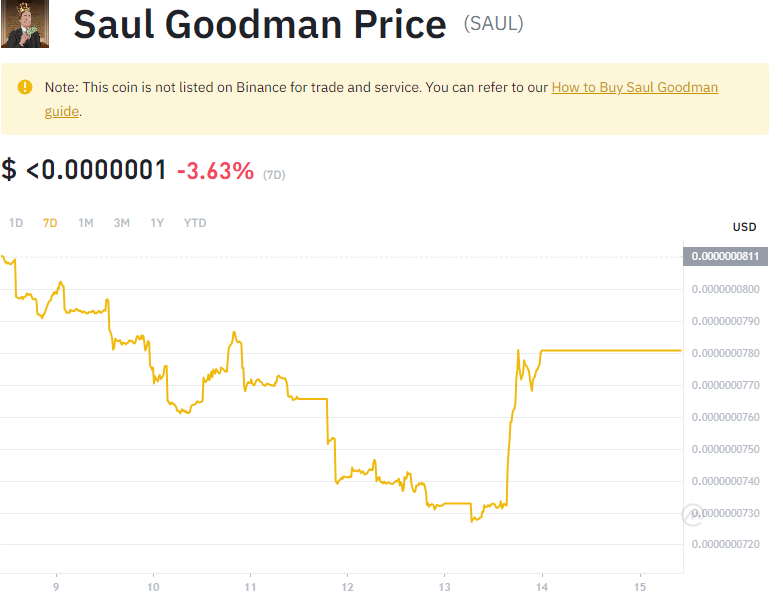 Saul Goodman Price (SAUL)
Note: This coin is not listed on Binance for trade and service. You can refer to our How to Buy Saul Goodman
guide.
$ <0.0000001 -3.63% (7D)
1D 7D 1M 3M 1Y YTD
USD
0.0000000811
0.0000000800
0.0000000790
0.0000000780
0.0000000770
0.0000000760
0.0000000750
0.0000000740
0.0000000730
0.0000000720
9 10 11 12 13 14 15